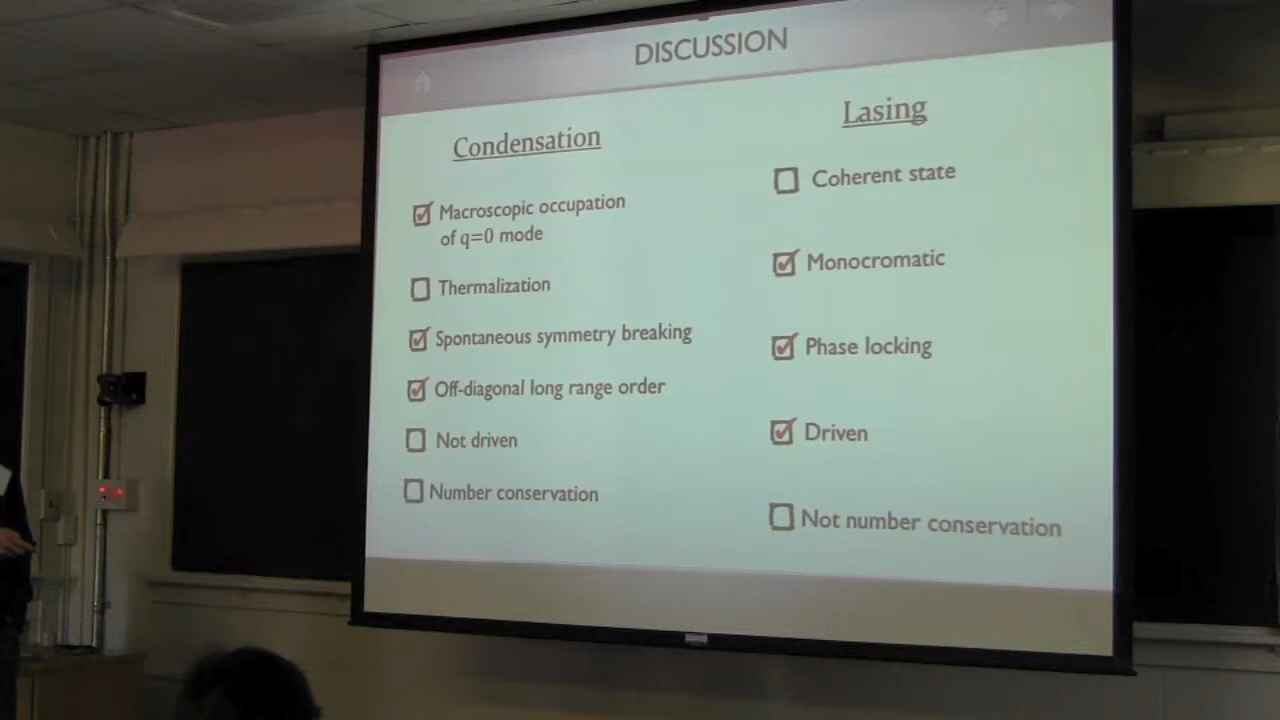 DISCUSSION
Condensation
Macroscopic occupation
of q=0 mode
Thermalization
Spontaneous symmetry breaking
Off-diagonal long range order
Not driven
Number conservation
Lasing
Coherent state
Monocromatic
Phase locking
Driven
Not number conservation